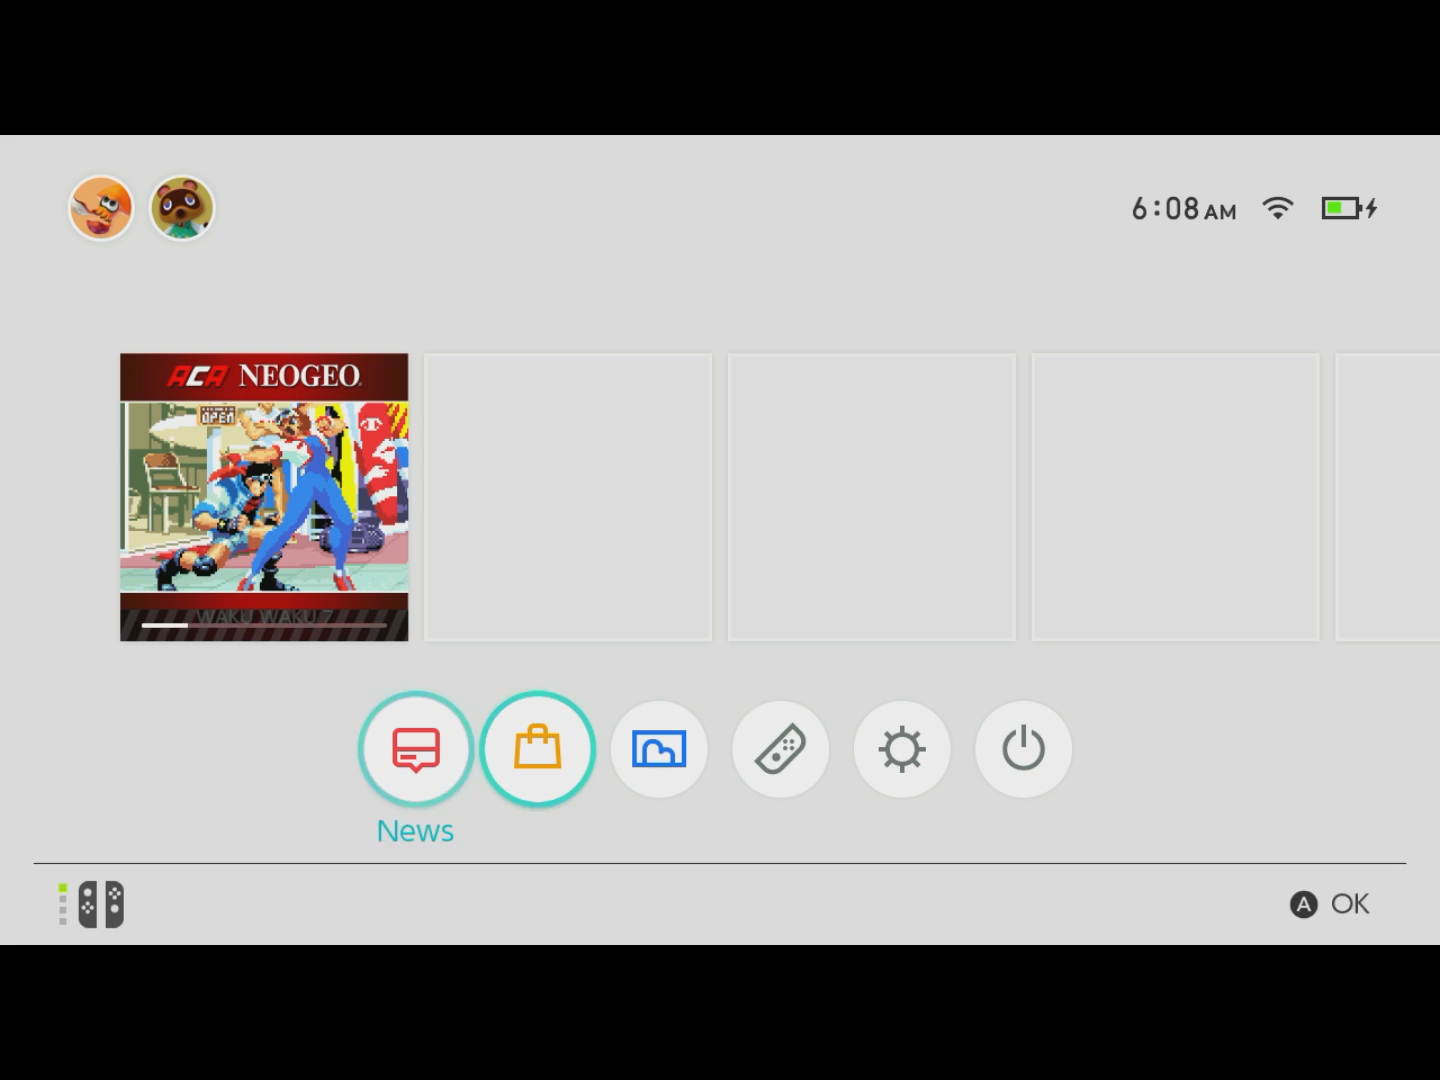 6:08 AM
ACA NEOGEO
OPEN
WAKU WAKU 7
News
A OK